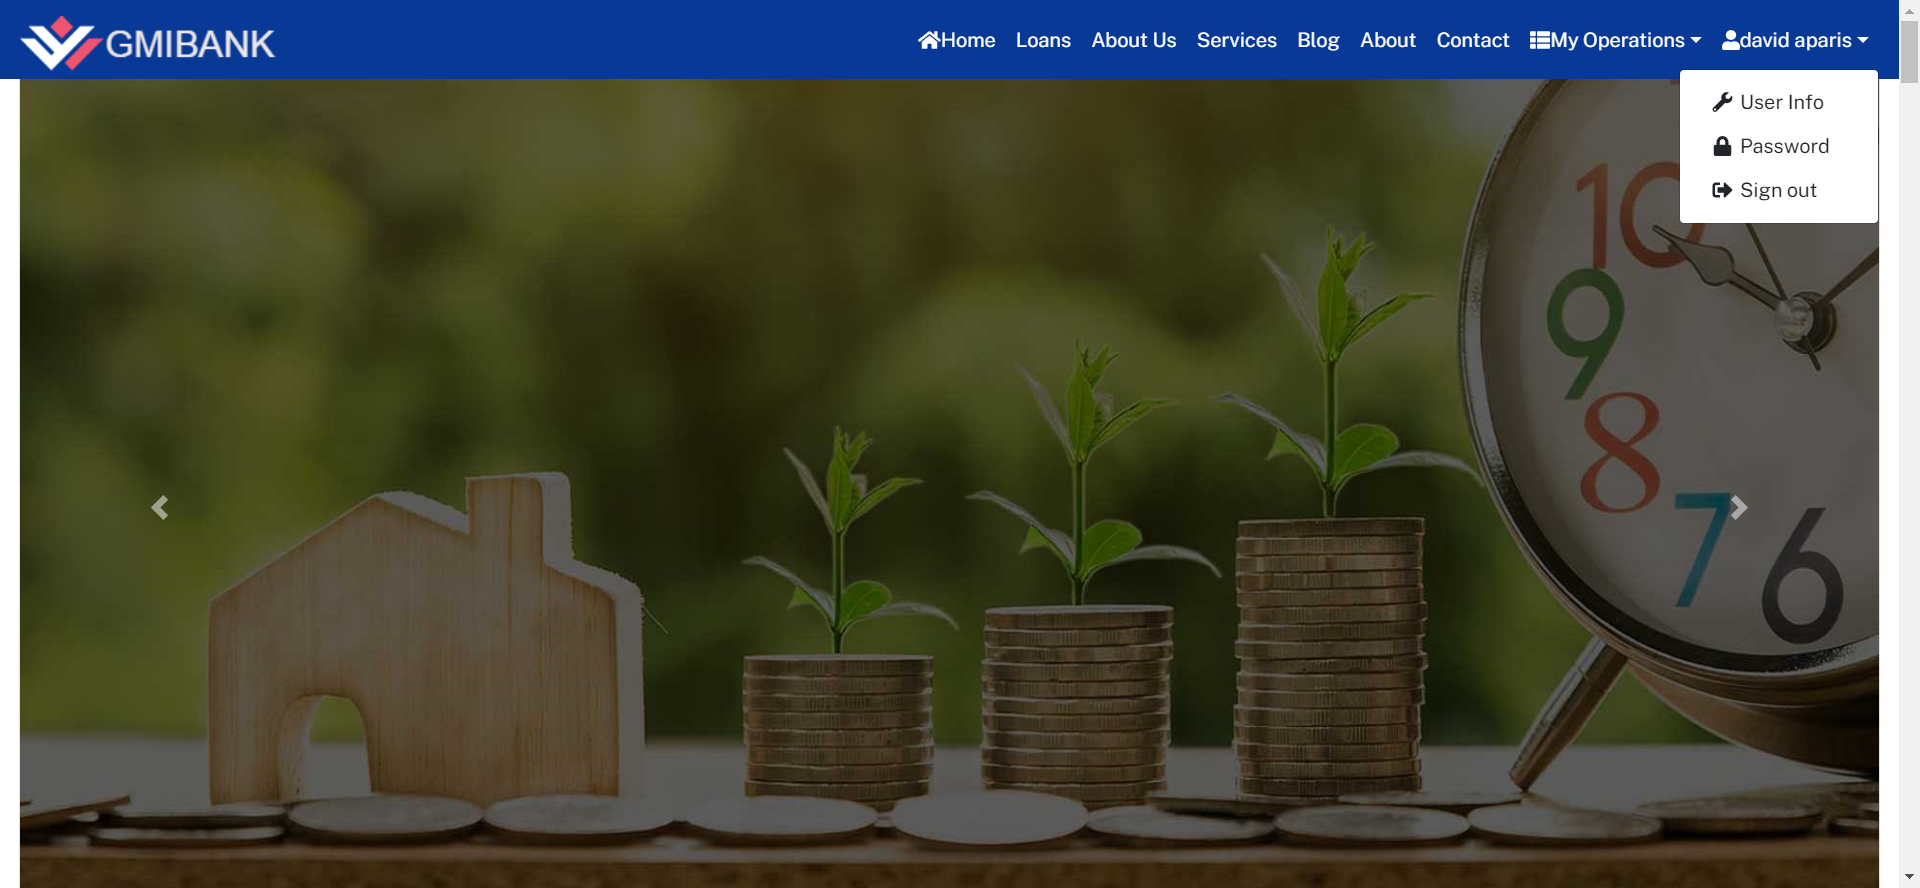 GMIBANK
Home Loans About Us Services Blog About Contact My Operations david aparis
User Info
Password
Sign out
10
9
8
7
6